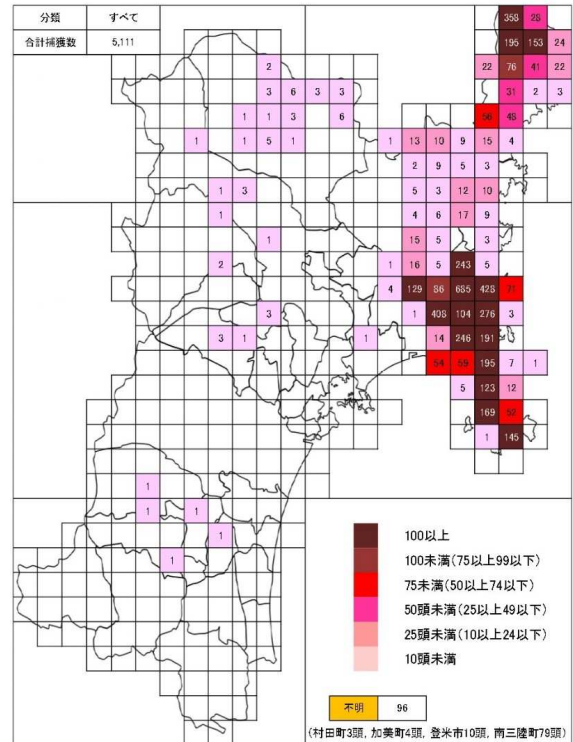 分類 すべて
合計捕獲数 5,111
358 28
195 153 24
2 22 76 41 22
3 6 3 3 31 2 3
1 1 3 6 56 48
1 1 5 1 1 13 10 9 15 4
2 9 5 3
1 3 5 3 12 10
1 4 6 17 9
1 15 5 3
2 1 16 5 243 5
4 129 86 685 428 71
3 1 408 104 276 3
3 1 1 14 246 191
54 59 195 7 1
5 123 12
169 52
1 145
1
1 1
1
1
100以上
100未満(75以上99以下)
75未満(50以上74以下)
50頭未満(25以上49以下)
25頭未満(10以上24以下)
10頭未満
不明 96
(村田町3頭, 加美町4頭, 登米市10頭, 南三陸町79頭)